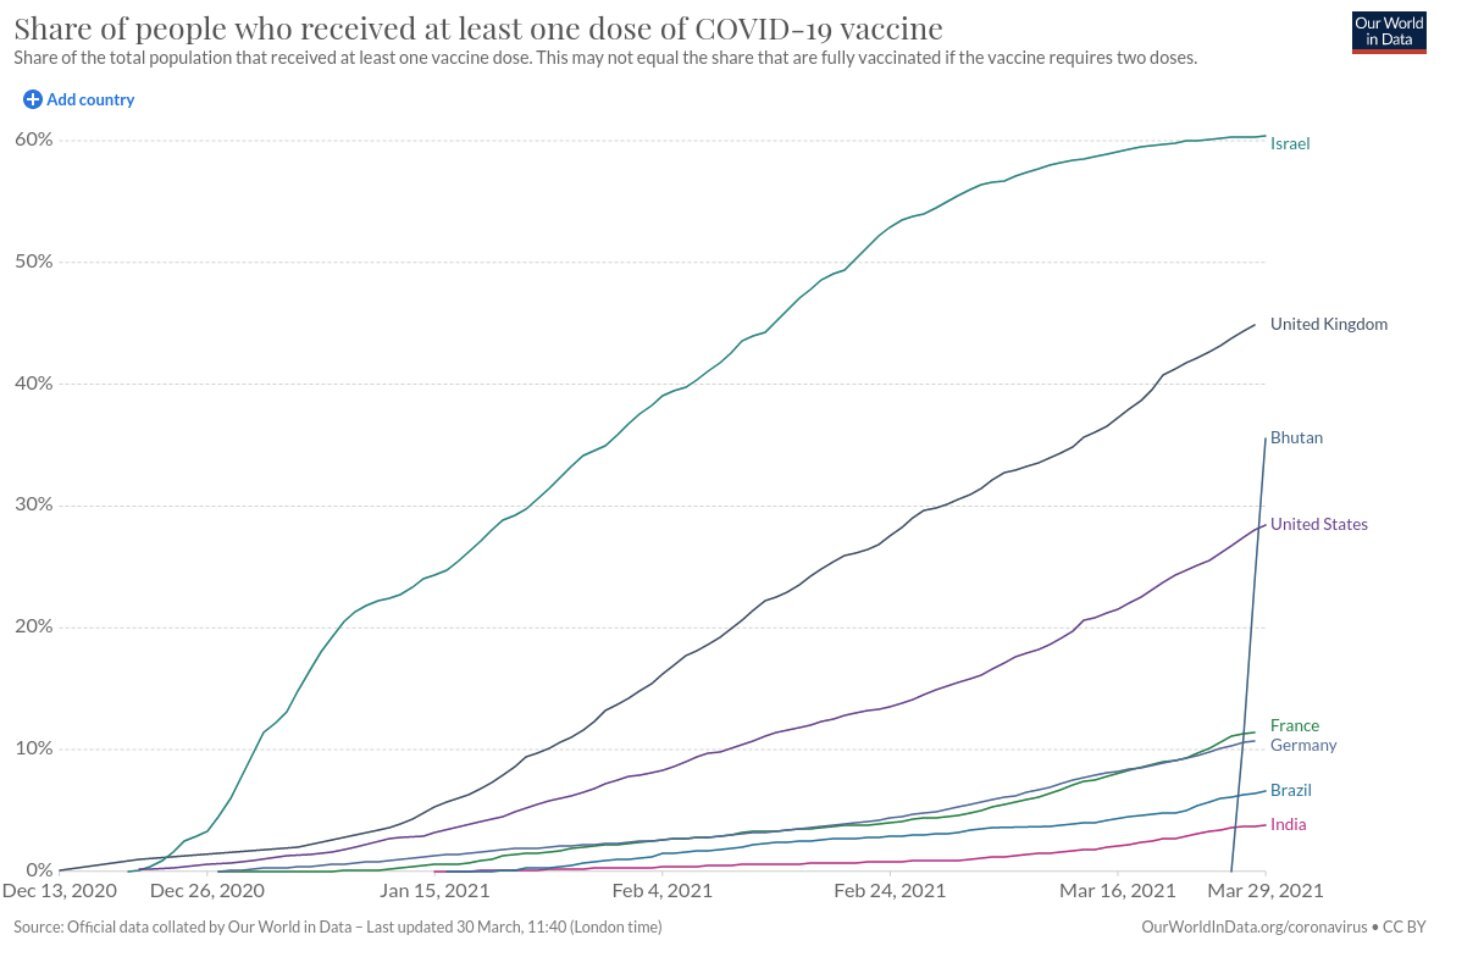 Share of people who received at least one dose of COVID-19 vaccine
Our World
in Data
Share of the total population that received at least one vaccine dose. This may not equal the share that are fully vaccinated if the vaccine requires two doses.
Add country
60%
Israel
50%
United Kingdom
40%
Bhutan
30%
United States
20%
France
10%
Germany
Brazil
India
0%
Dec 13, 2020 Dec 26, 2020 Jan 15, 2021 Feb 4, 2021 Feb 24, 2021 Mar 16, 2021 Mar 29, 2021
Source: Official data collated by Our World in Data – Last updated 30 March, 11:40 (London time)
OurWorldInData.org/coronavirus • CC BY